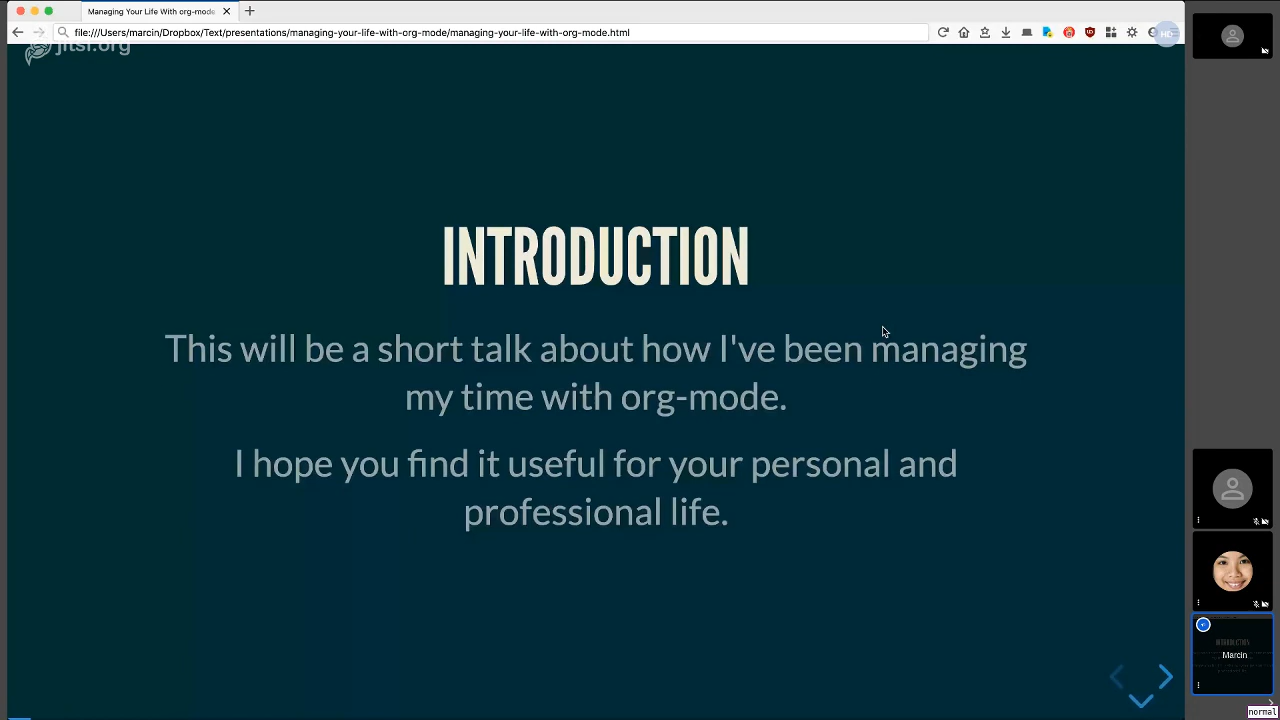 Managing Your Life With org-mode
file:///Users/marcin/Dropbox/Text/presentations/managing-your-life-with-org-mode/managing-your-life-with-org-mode.html
HD
jitsi.org
INTRODUCTION
This will be a short talk about how I've been managing
my time with org-mode.
I hope you find it useful for your personal and
professional life.
INTRODUCTION
Marcin
normal